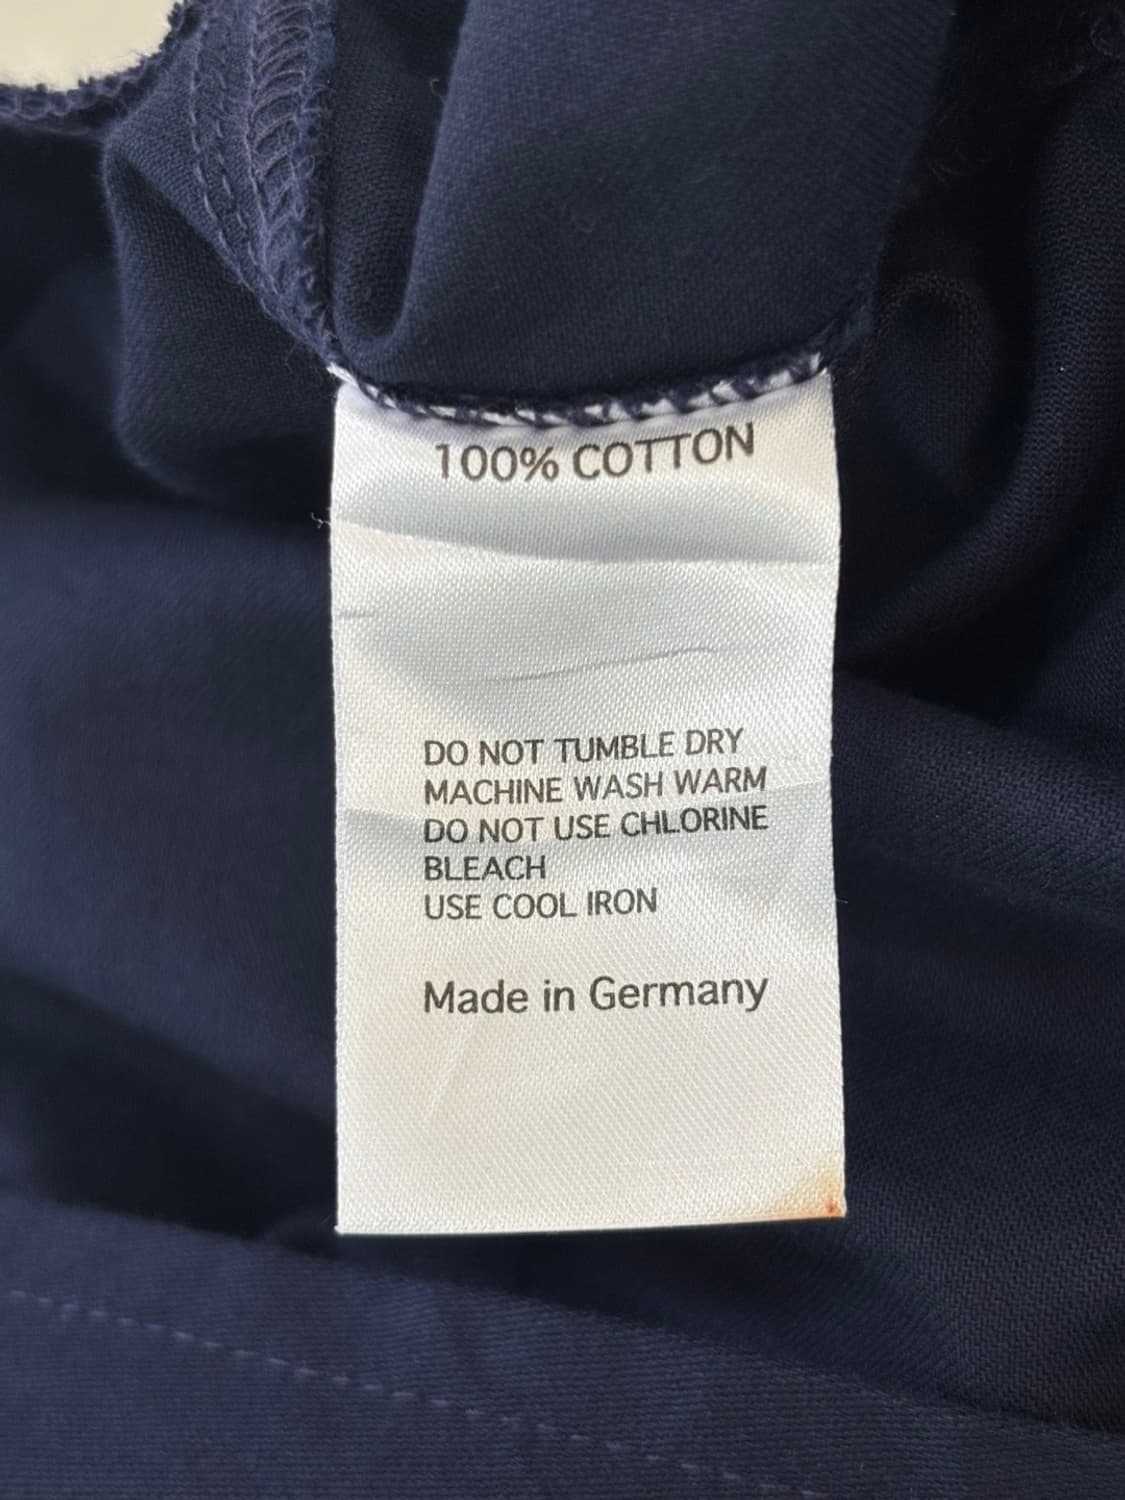 100% COTTON
DO NOT TUMBLE DRY
MACHINE WASH WARM
DO NOT USE CHLORINE
BLEACH
USE COOL IRON
Made in Germany